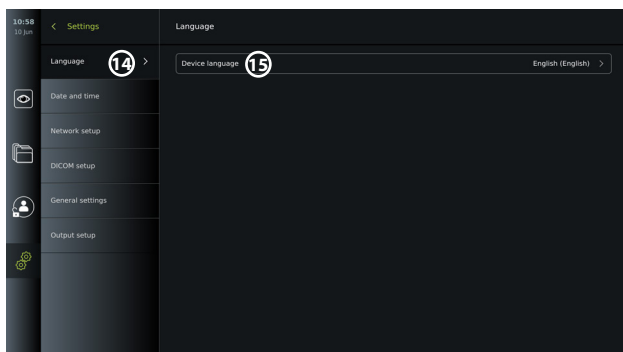 10:58
10 Jun
Settings
Language
Language
14
Device language
15
English (English)
Date and time
Network setup
DICOM setup
General settings
Output setup